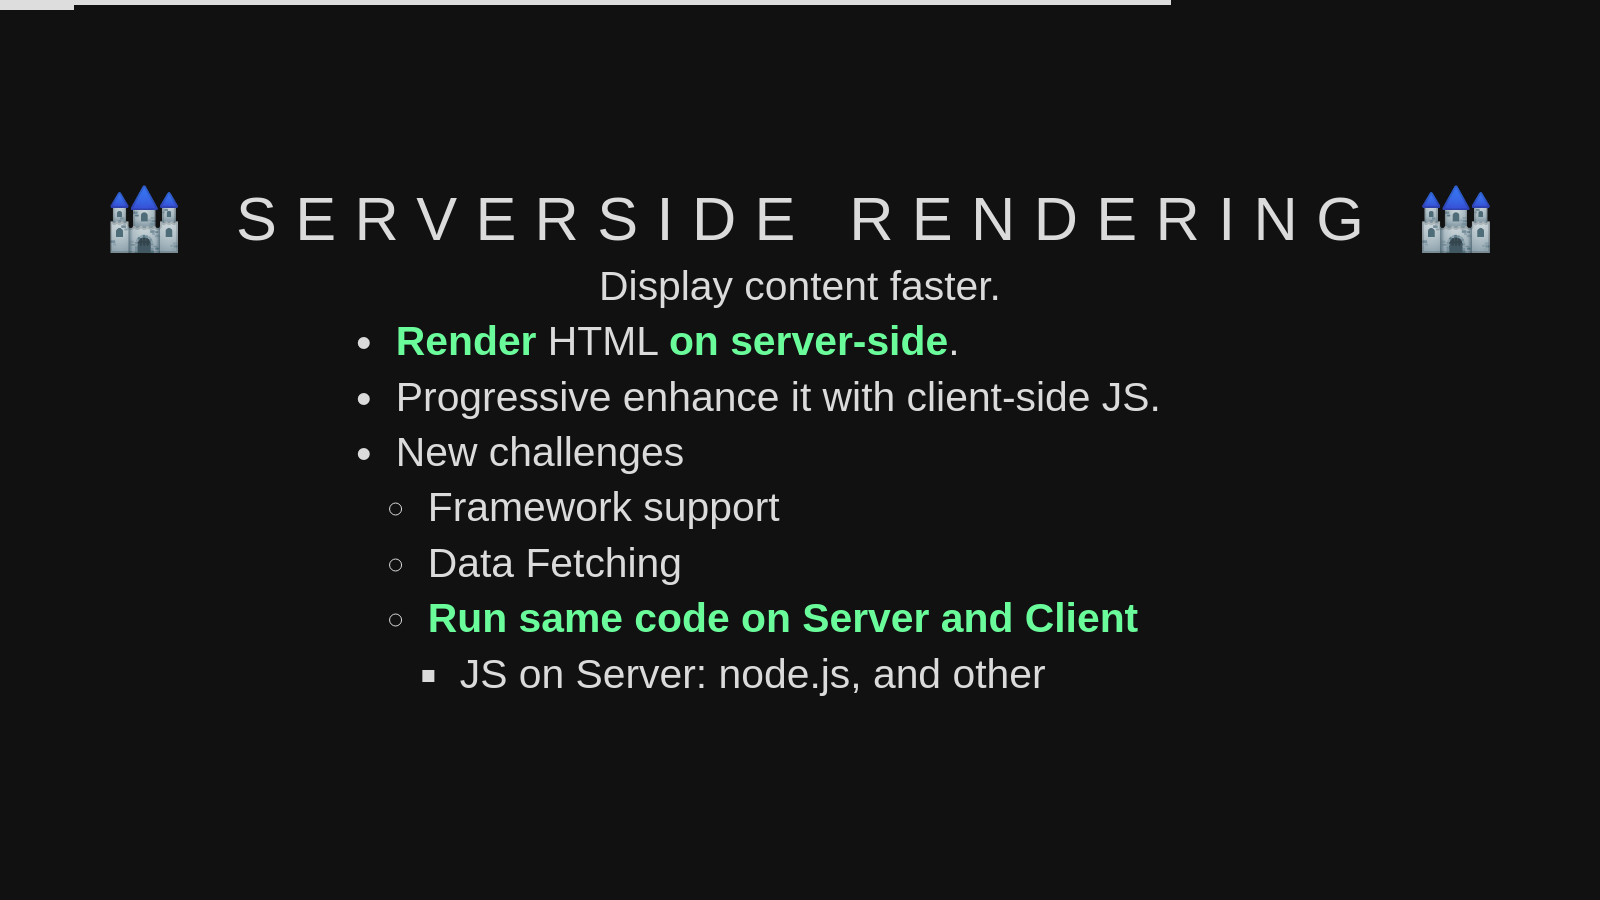 🏰 SERVERSIDE RENDERING 🏰
Display content faster.
• Render HTML on server-side.
• Progressive enhance it with client-side JS.
• New challenges
○ Framework support
○ Data Fetching
○ Run same code on Server and Client
▪ JS on Server: node.js, and other